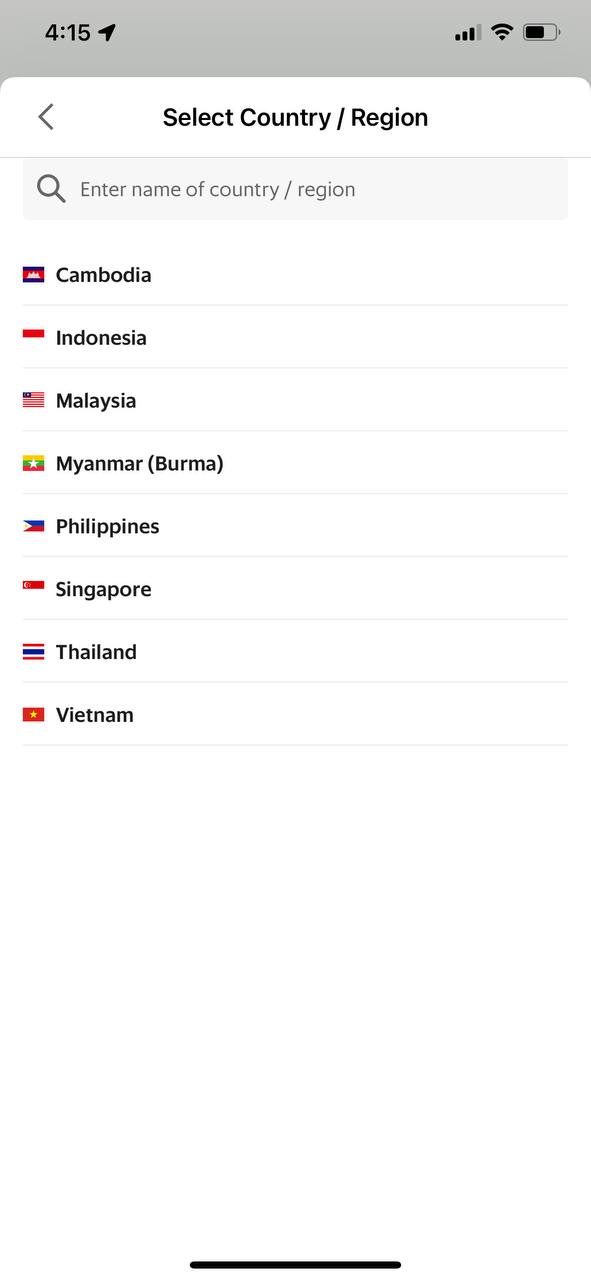 4:15
Select Country / Region
Enter name of country / region
Cambodia
Indonesia
Malaysia
Myanmar (Burma)
Philippines
Singapore
Thailand
Vietnam